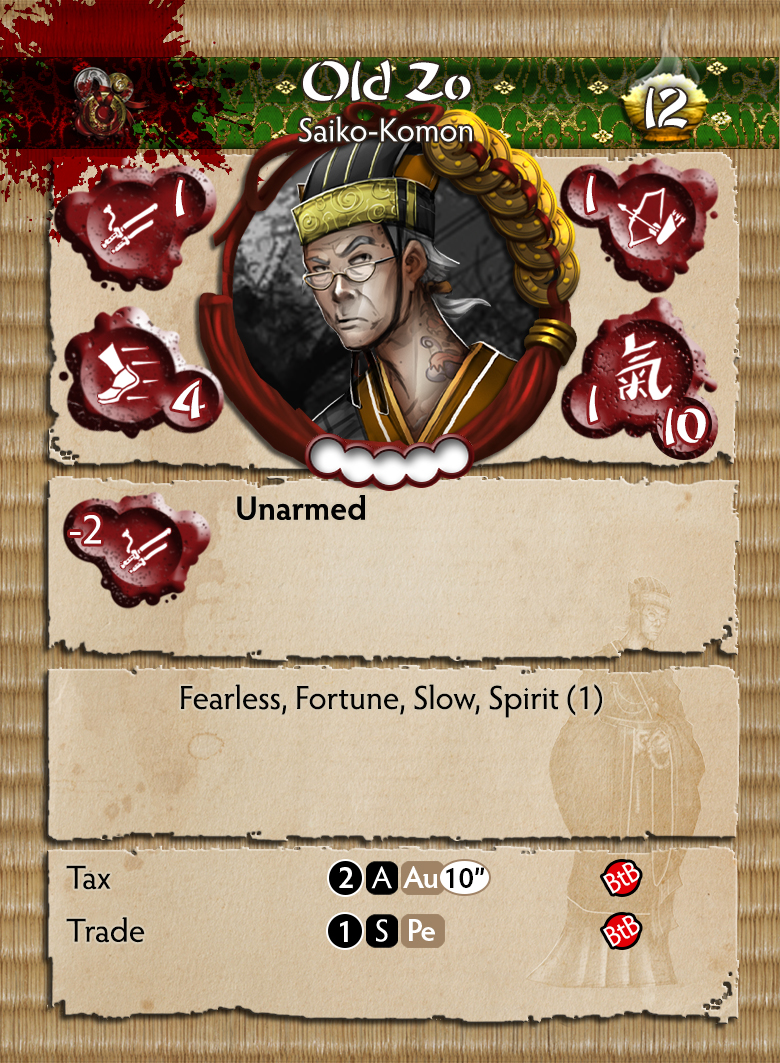 Old Zo
12
Saiko-Komon
1
1
4
氣
1
10
-2
Unarmed
Fearless, Fortune, Slow, Spirit (1)
Tax 2 A Au 10” BtB
Trade 1 S Pe BtB